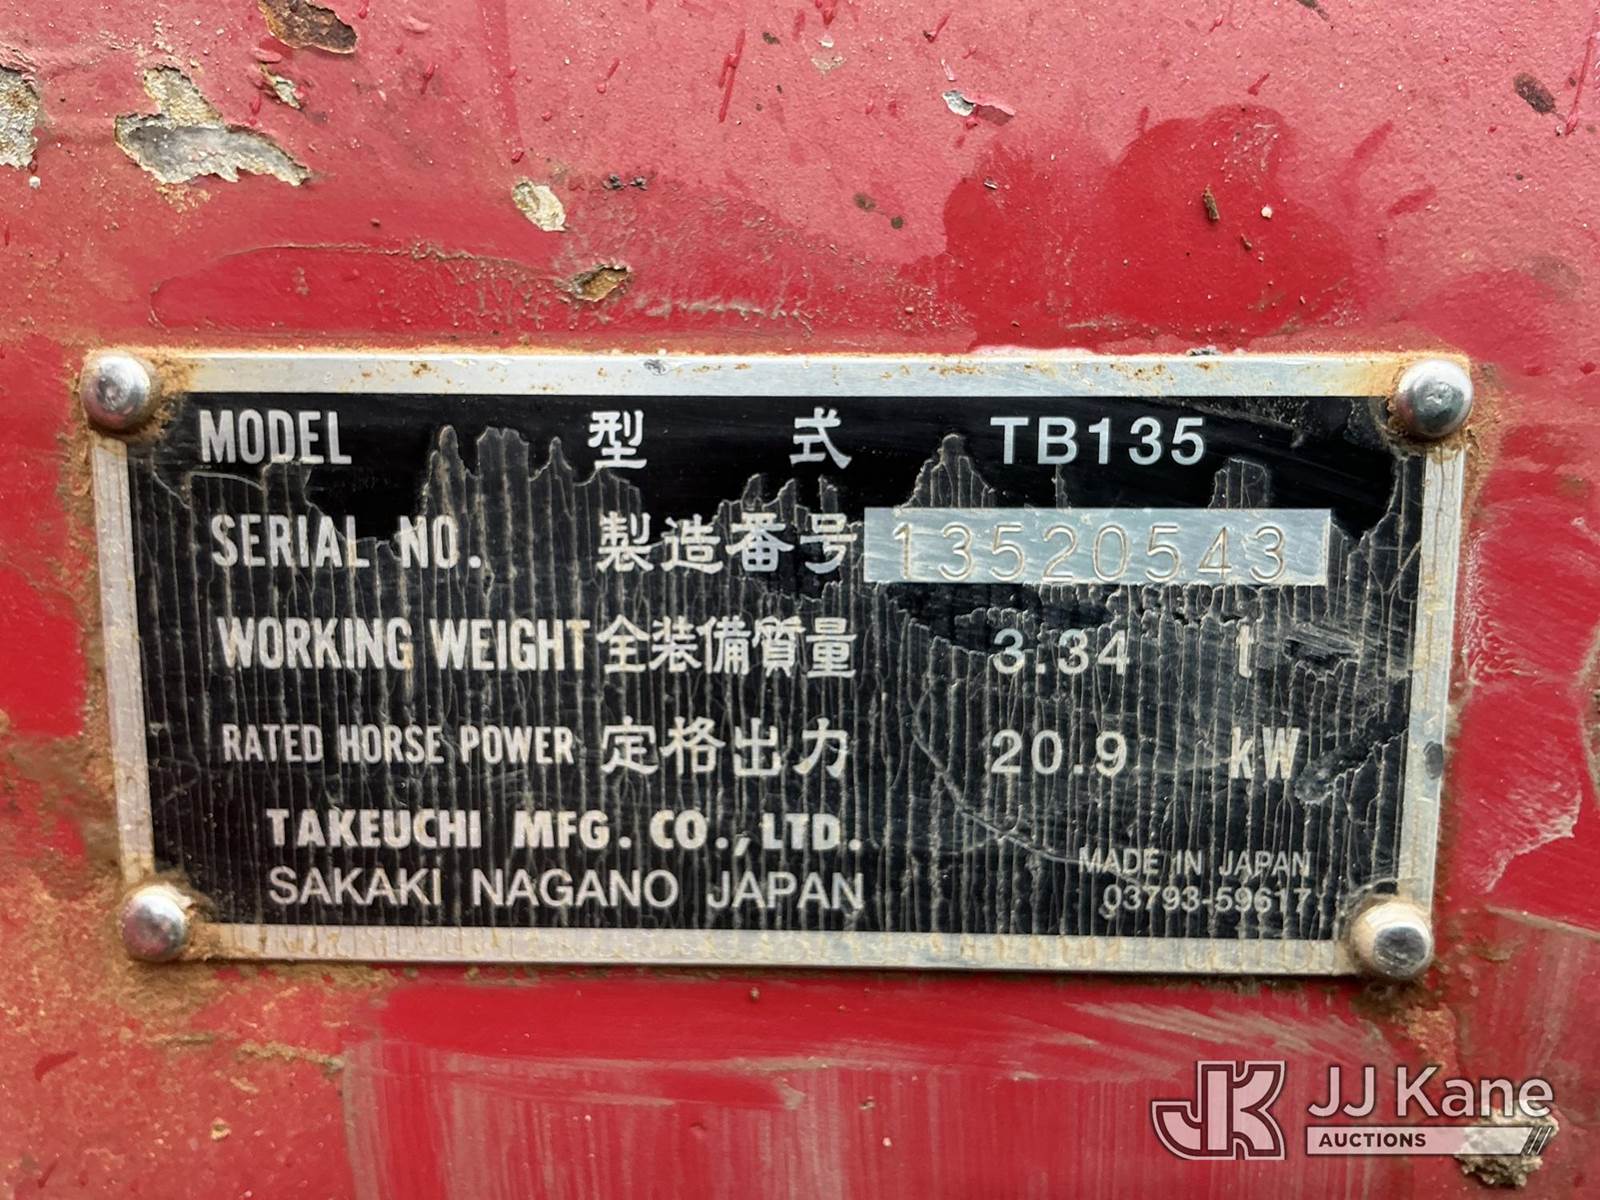 MODEL 型 式 TB135
SERIAL NO. 製造番号 13520543
WORKING WEIGHT 全装備質量 3.34 t
RATED HORSE POWER 定格出力 20.9 kW
TAKEUCHI MFG. CO., LTD.
SAKAKI NAGANO JAPAN
MADE IN JAPAN
03793-59617
JK JJ Kane
AUCTIONS